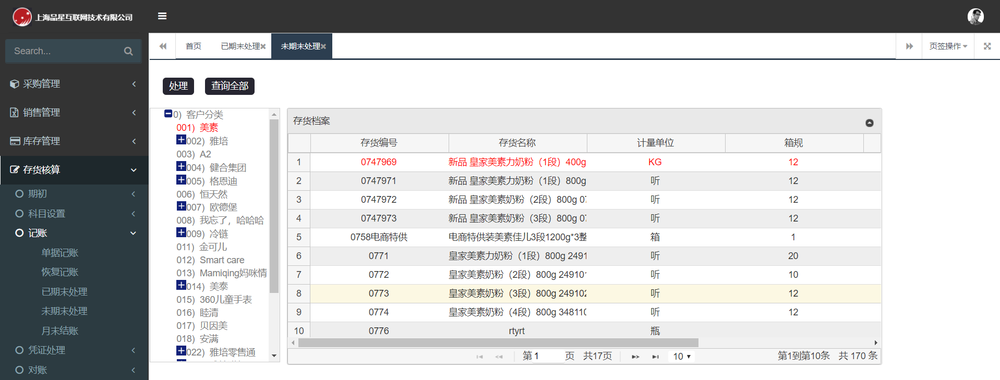 上海品星互联网技术有限公司
Search...
采购管理
销售管理
库存管理
存货核算
期初
科目设置
记账
单据记账
恢复记账
已期末处理
未期末处理
月末结账
凭证处理
对账
首页
已期末处理
未期末处理
页签操作
处理
查询全部
0) 客户分类
001) 美素
002) 雅培
003) A2
004) 健合集团
005) 格恩迪
006) 恒天然
007) 欧德堡
008) 我忘了，哈哈哈
009) 冷链
011) 金可儿
012) Smart care
013) Mamiqing妈咪情
014) 美泰
015) 360儿童手表
016) 睦清
017) 贝因美
018) 安满
022) 雅培零售通
存货档案
存货编号 存货名称 计量单位 箱规
1 0747969 新品 皇家美素力奶粉（1段）400g KG 12
2 0747971 新品 皇家美素力奶粉（1段）800g 听 12
3 0747972 新品 皇家美素奶粉（2段）800g 听 12
4 0747973 新品 皇家美素奶粉（3段）800g 听 12
5 0758电商特供 电商特供装美素佳儿3段1200g*3整 箱 1
6 0771 皇家美素力奶粉（1段）800g 2491 听 20
7 0772 皇家美素奶粉（2段）800g 24910 听 10
8 0773 皇家美素奶粉（3段）800g 249102 听 12
9 0774 皇家美素奶粉（4段）800g 34811 听 12
10 0776 rtyrt 瓶
第 1 页 共17页 10 第1到第10条 共 170 条